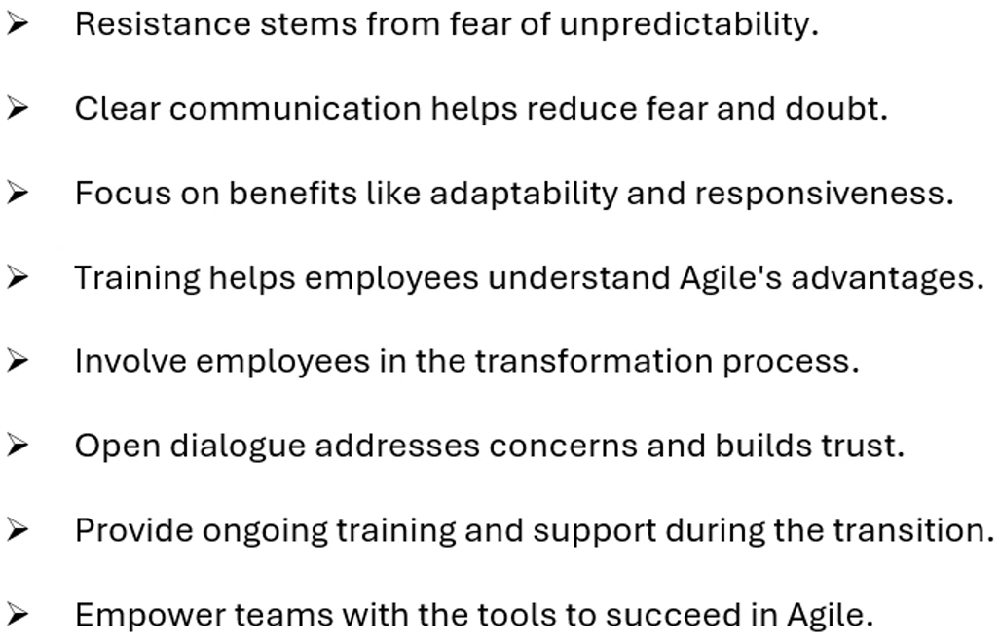 ➢ Resistance stems from fear of unpredictability.
➢ Clear communication helps reduce fear and doubt.
➢ Focus on benefits like adaptability and responsiveness.
➢ Training helps employees understand Agile's advantages.
➢ Involve employees in the transformation process.
➢ Open dialogue addresses concerns and builds trust.
➢ Provide ongoing training and support during the transition.
➢ Empower teams with the tools to succeed in Agile.